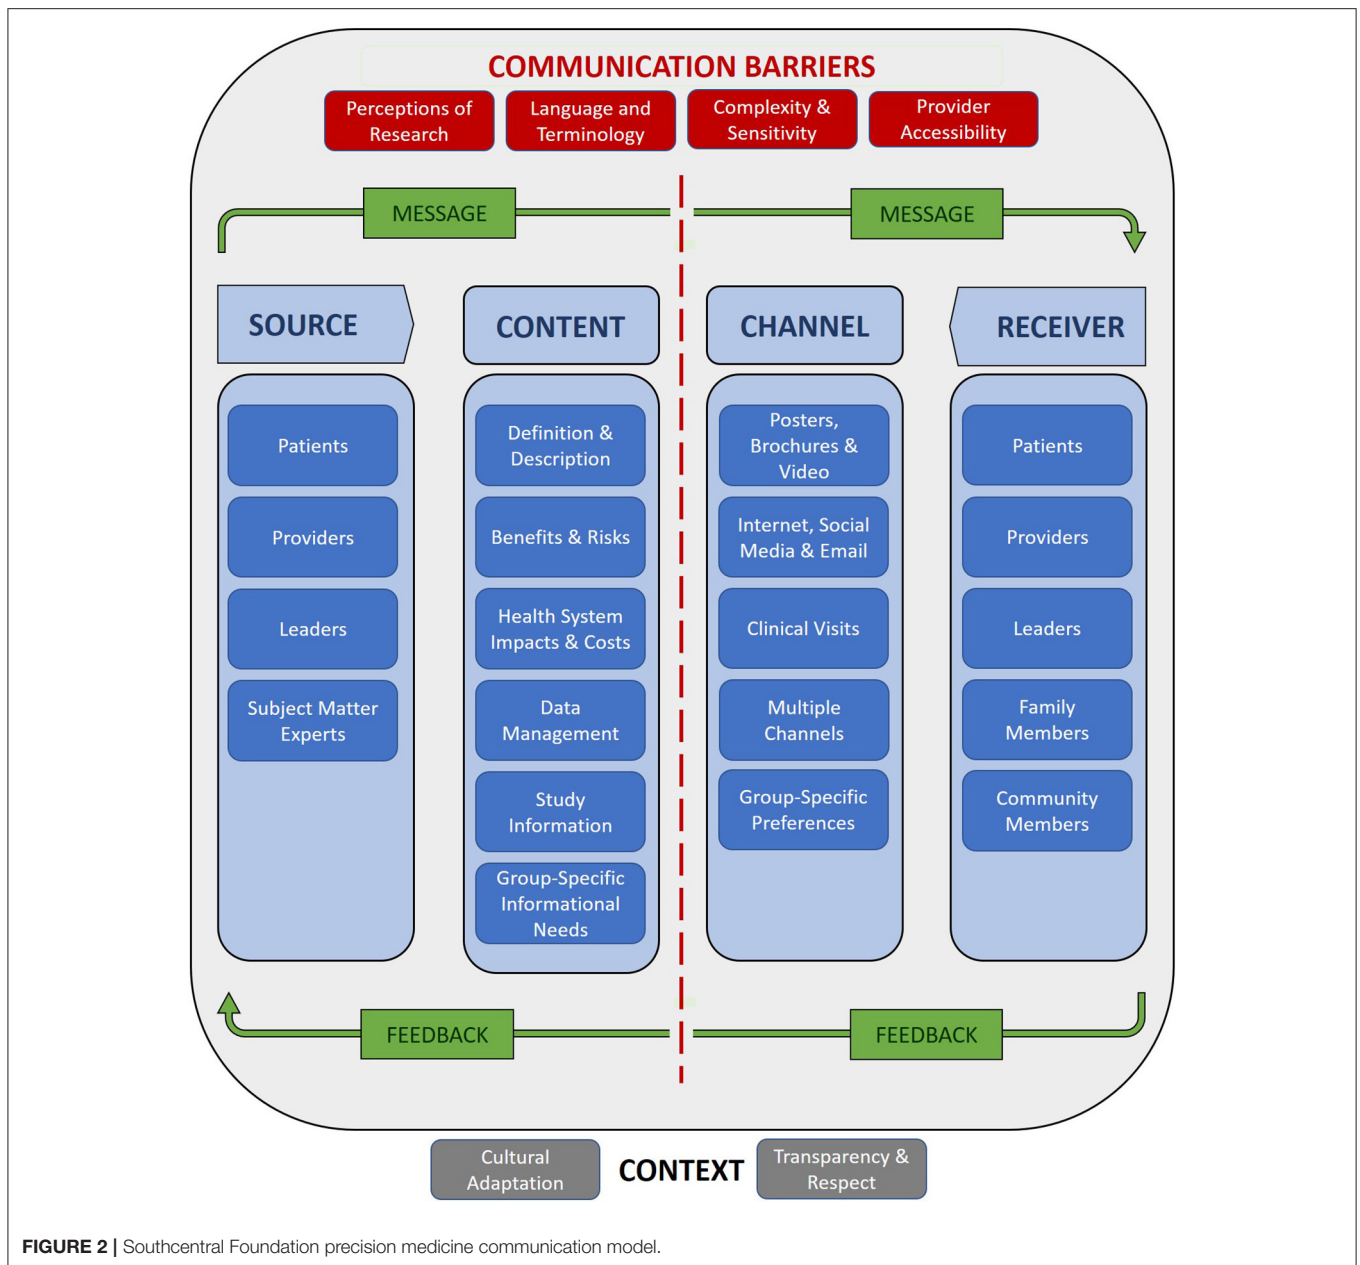 COMMUNICATION BARRIERS
Perceptions of
Research
Language and
Terminology
Complexity &
Sensitivity
Provider
Accessibility
MESSAGE
MESSAGE
SOURCE
Patients
Providers
Leaders
Subject Matter
Experts
CONTENT
Definition &
Description
Benefits & Risks
Health System
Impacts & Costs
Data
Management
Study
Information
Group-Specific
Informational
Needs
CHANNEL
Posters,
Brochures &
Video
Internet, Social
Media & Email
Clinical Visits
Multiple
Channels
Group-Specific
Preferences
RECEIVER
Patients
Providers
Leaders
Family
Members
Community
Members
FEEDBACK
FEEDBACK
Cultural
Adaptation
CONTEXT
Transparency &
Respect
FIGURE 2 | Southcentral Foundation precision medicine communication model.